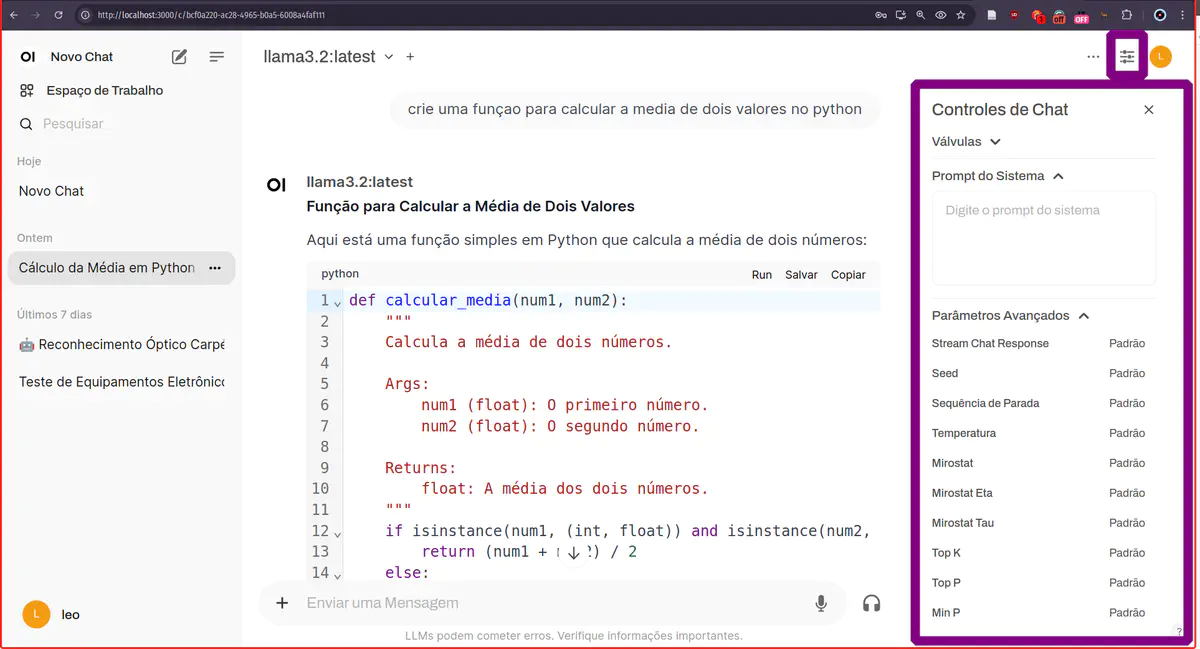 http://localhost:3000/c/bcf0a220-ac28-4965-b0a5-6008a4faf111
OI Novo Chat
Espaço de Trabalho
Pesquisar
Hoje
Novo Chat
Ontem
Cálculo da Média em Python
Últimos 7 dias
🤖 Reconhecimento Óptico Carpé
Teste de Equipamentos Eletrônico
L leo
llama3.2:latest
crie uma funçao para calcular a media de dois valores no python
OI llama3.2:latest
Função para Calcular a Média de Dois Valores
Aqui está uma função simples em Python que calcula a média de dois números:
python Run Salvar Copiar
1 def calcular_media(num1, num2):
2 """
3 Calcula a média de dois números.
4
5 Args:
6 num1 (float): O primeiro número.
7 num2 (float): O segundo número.
8
9 Returns:
10 float: A média dos dois números.
11 """
12 if isinstance(num1, (int, float)) and isinstance(num2,
13 return (num1 + 2) / 2
14 else:
Enviar uma Mensagem
LLMs podem cometer erros. Verifique informações importantes.
L
Controles de Chat
Válvulas
Prompt do Sistema
Digite o prompt do sistema
Parâmetros Avançados
Stream Chat Response Padrão
Seed Padrão
Sequência de Parada Padrão
Temperatura Padrão
Mirostat Padrão
Mirostat Eta Padrão
Mirostat Tau Padrão
Top K Padrão
Top P Padrão
Min P Padrão
?